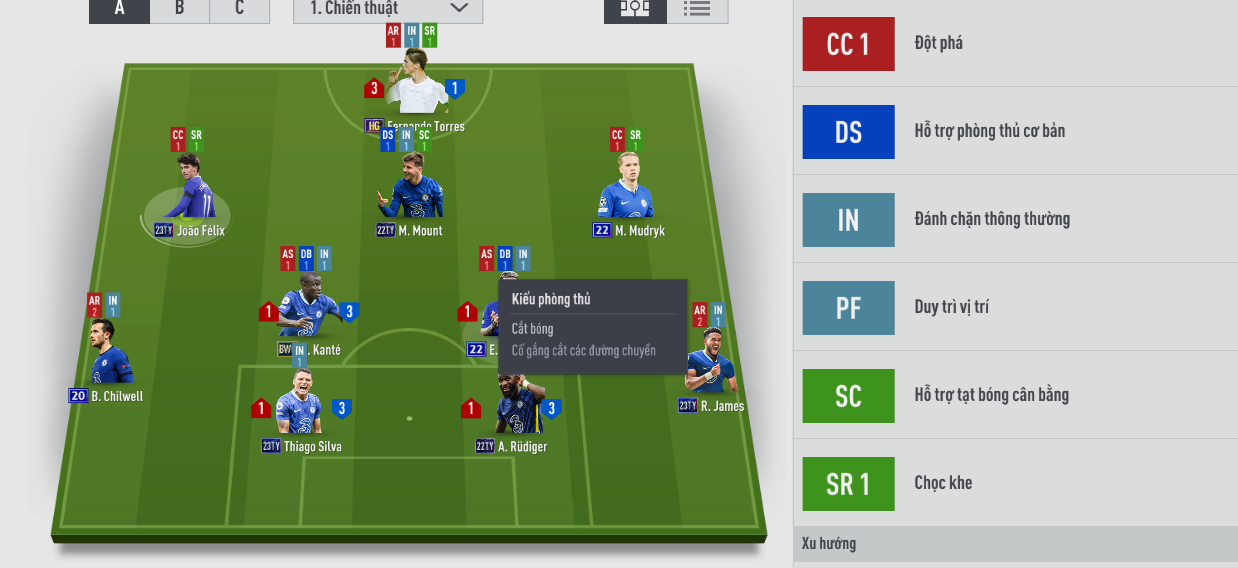 A
B
C
1. Chiến thuật
AR IN SR
1 1 1
3
1
HG Fernando Torres
CC SR
1 1
DS IN SC
1 1 1
CC SR
1 1
11
23TY João Félix
22TY M. Mount
22 M. Mudryk
AS DB IN
1 1 1
AS DB IN
1 1 1
1
3
1
BW . Kanté
22 E.
AR IN
2 1
AR IN
2 1
IN
1
20 B. Chilwell
23TY R. James
1
3
1
3
23TY Thiago Silva
22TY A. Rüdiger
Kiểu phòng thủ
Cắt bóng
Cố gắng cắt các đường chuyền
CC 1 Đột phá
DS Hỗ trợ phòng thủ cơ bản
IN Đánh chặn thông thường
PF Duy trì vị trí
SC Hỗ trợ tạt bóng cân bằng
SR 1 Chọc khe
Xu hướng